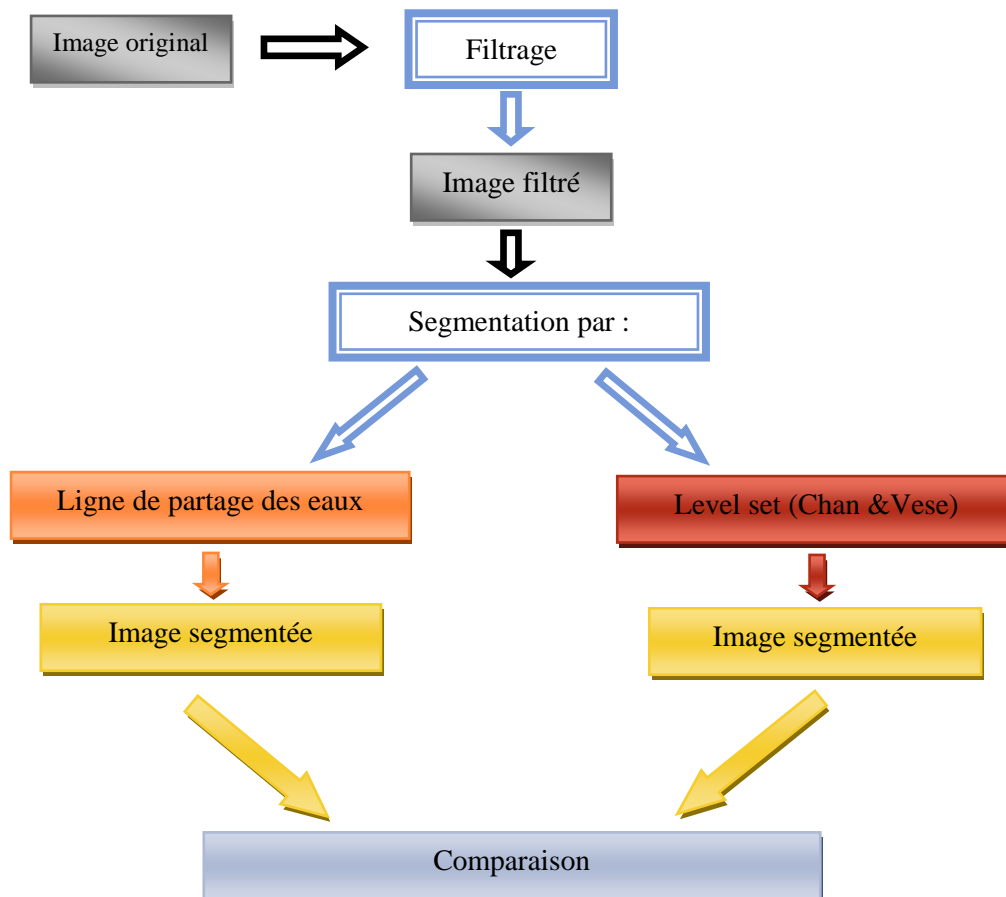 Image original
Filtrage
Image filtré
Segmentation par :
Ligne de partage des eaux
Level set (Chan &Vese)
Image segmentée
Image segmentée
Comparaison